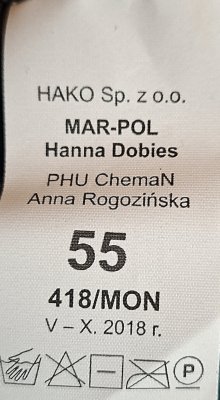 HAKO Sp. z o.o.
MAR-POL
Hanna Dobies
PHU ChemaN
Anna Rogozińska
55
418/MON
V – X. 2018 r.
P